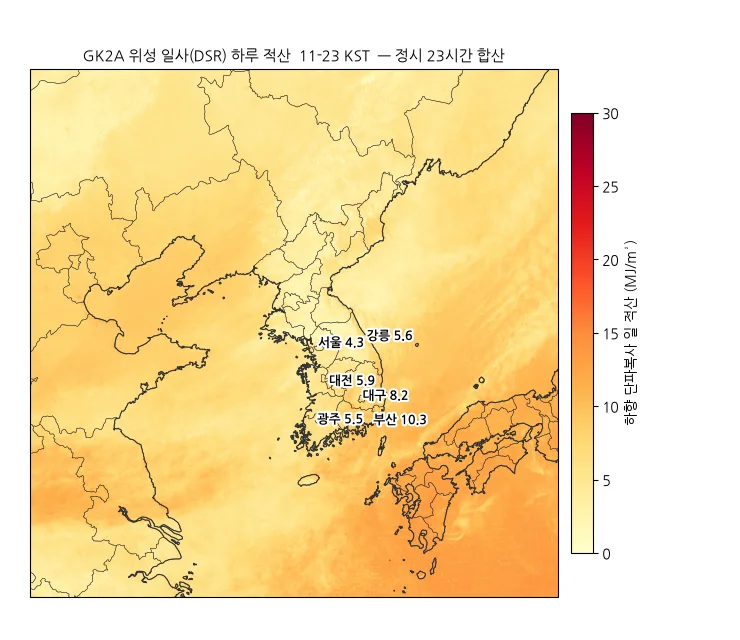 GK2A 위성 일사(DSR) 하루 적산 11-23 KST — 정시 23시간 합산
30
25
20
15
10
5
0
하향 단파복사 일 적산 (MJ/m²)
서울 4.3
강릉 5.6
대전 5.9
대구 8.2
광주 5.5
부산 10.3